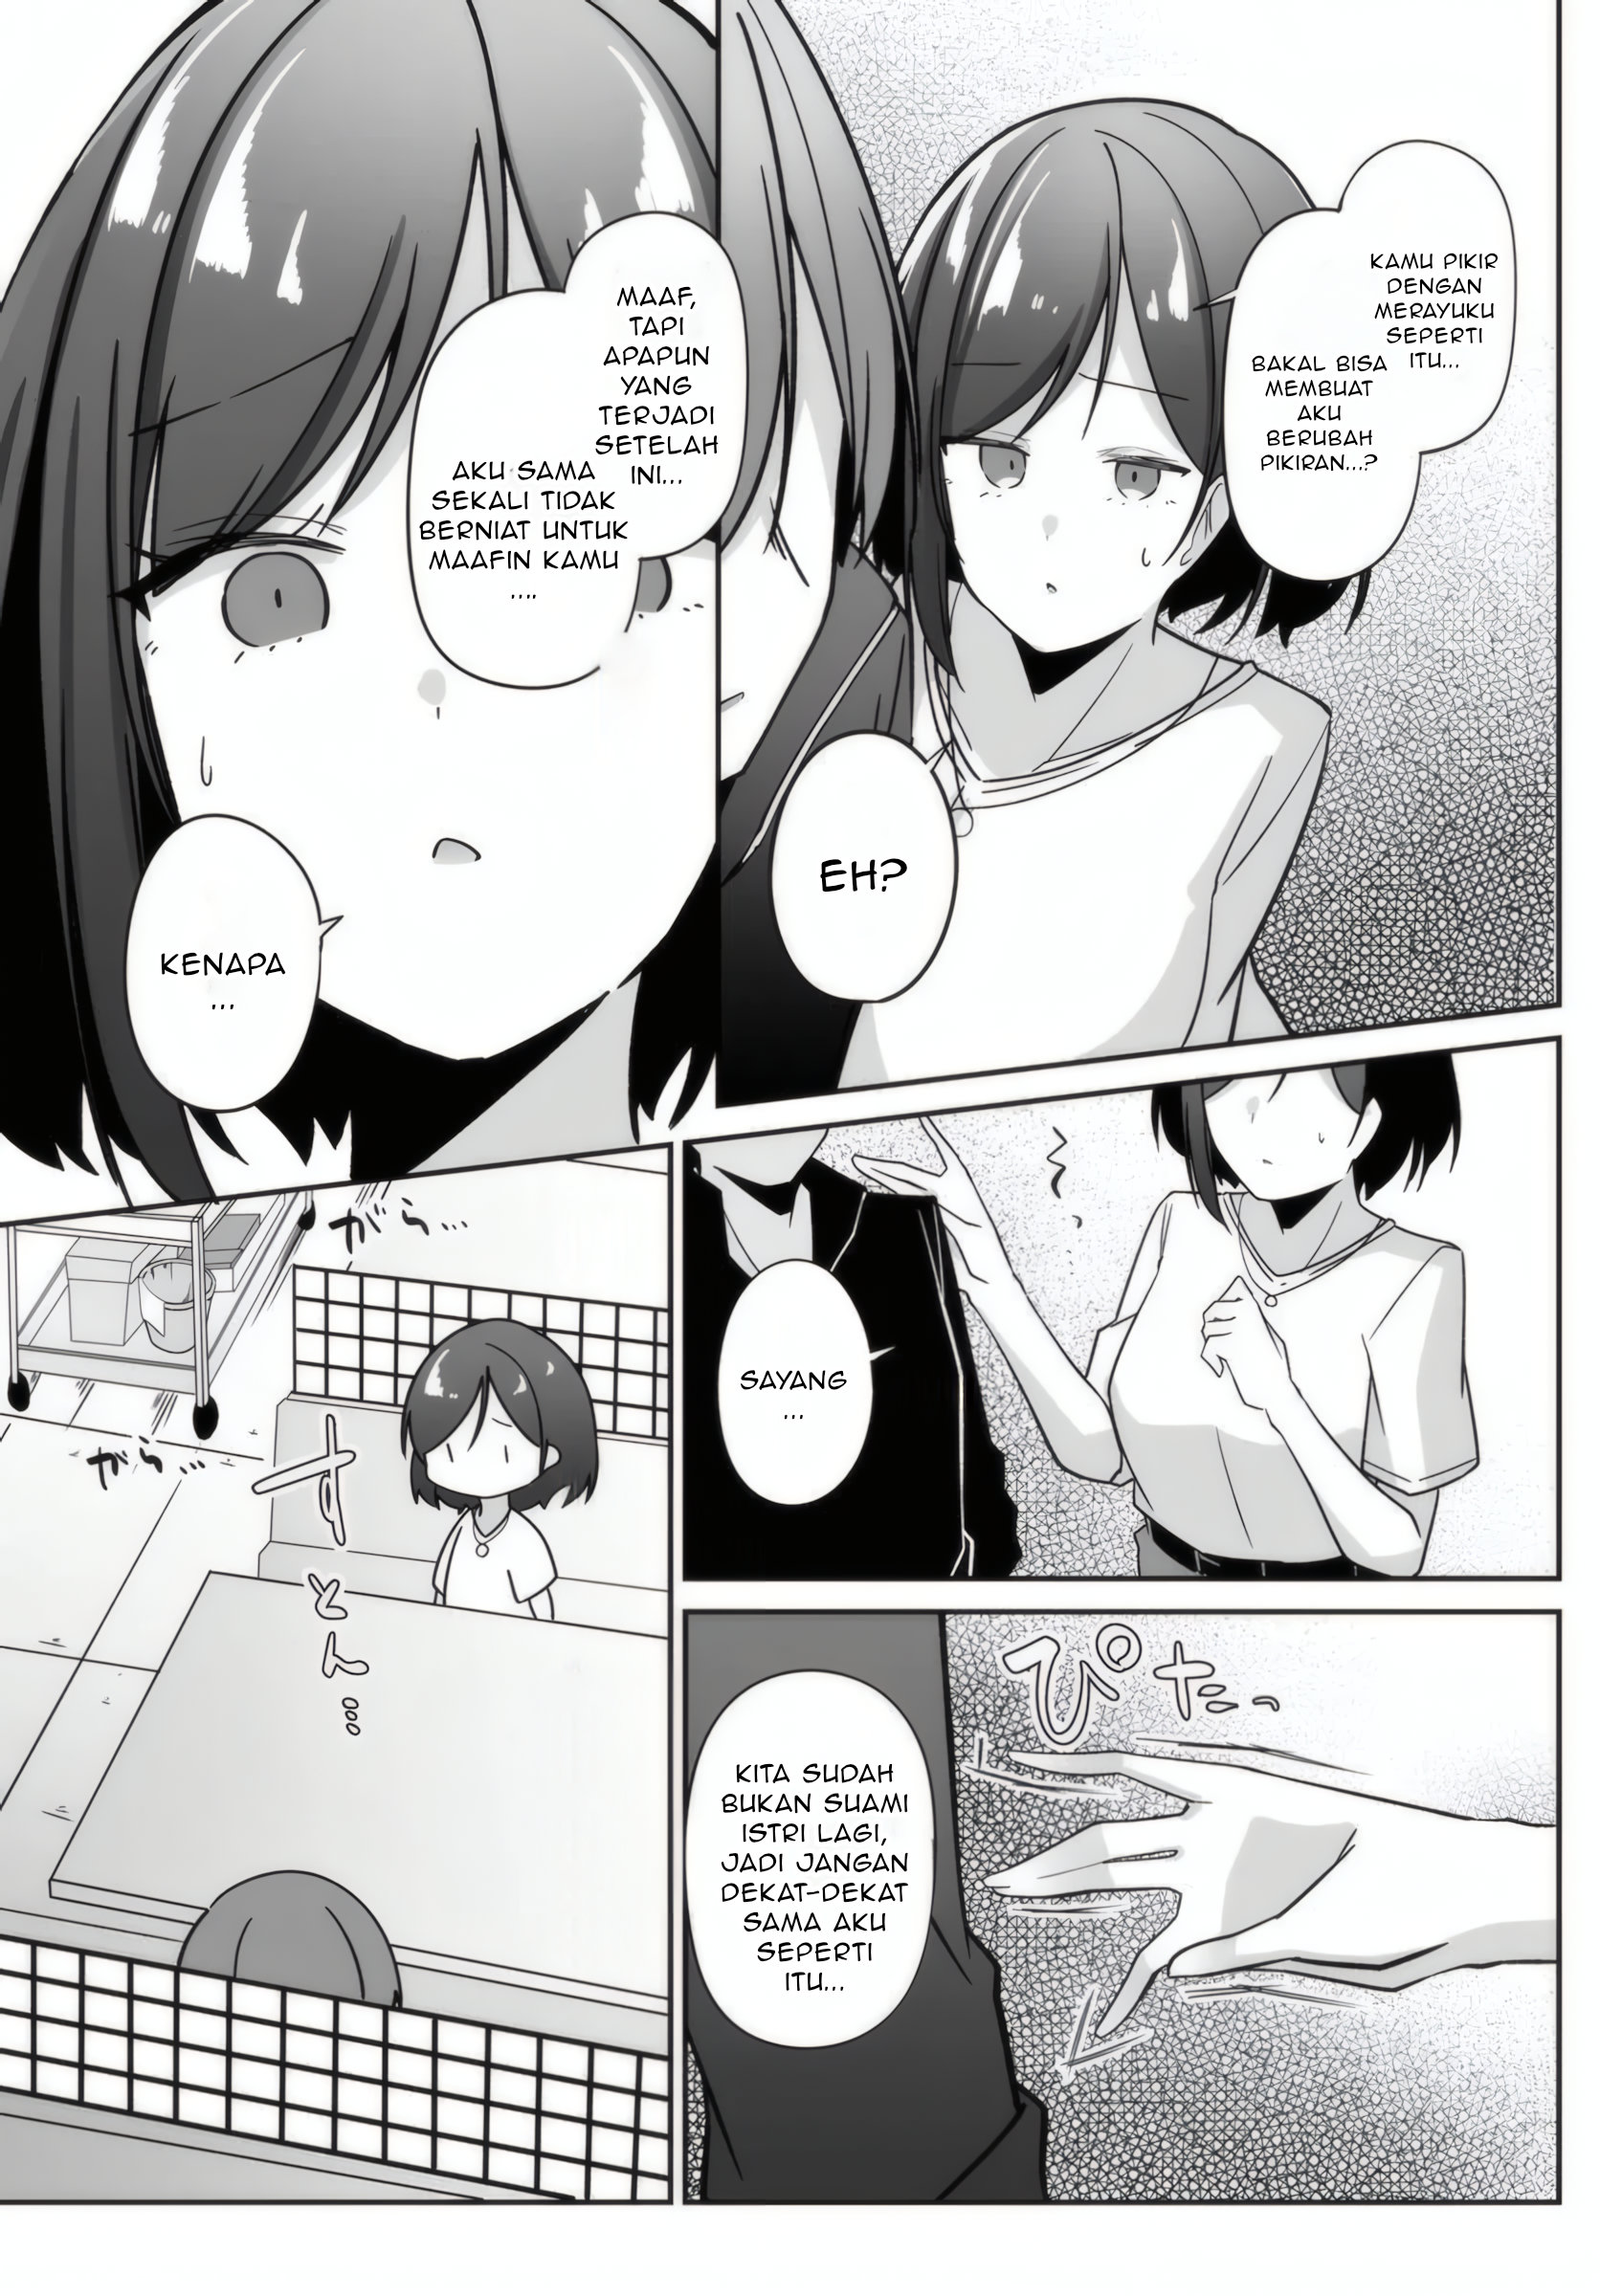 KAMU PIKIR
DENGAN
MERAYUKU
SEPERTI
ITU...
BAKAL BISA
MEMBUAT
AKU
BERUBAH
PIKIRAN...?
EH?
MAAF,
TAPI
APAPUN
YANG
TERJADI
SETELAH
INI...
AKU SAMA
SEKALI TIDAK
BERNIAT UNTUK
MAAFIN KAMU
....
KENAPA
...
SAYANG
...
ぴたっ
KITA SUDAH
BUKAN SUAMI
ISTRI LAGI,
JADI JANGAN
DEKAT-DEKAT
SAMA AKU
SEPERTI
ITU...
がら...
がら...
すとん...